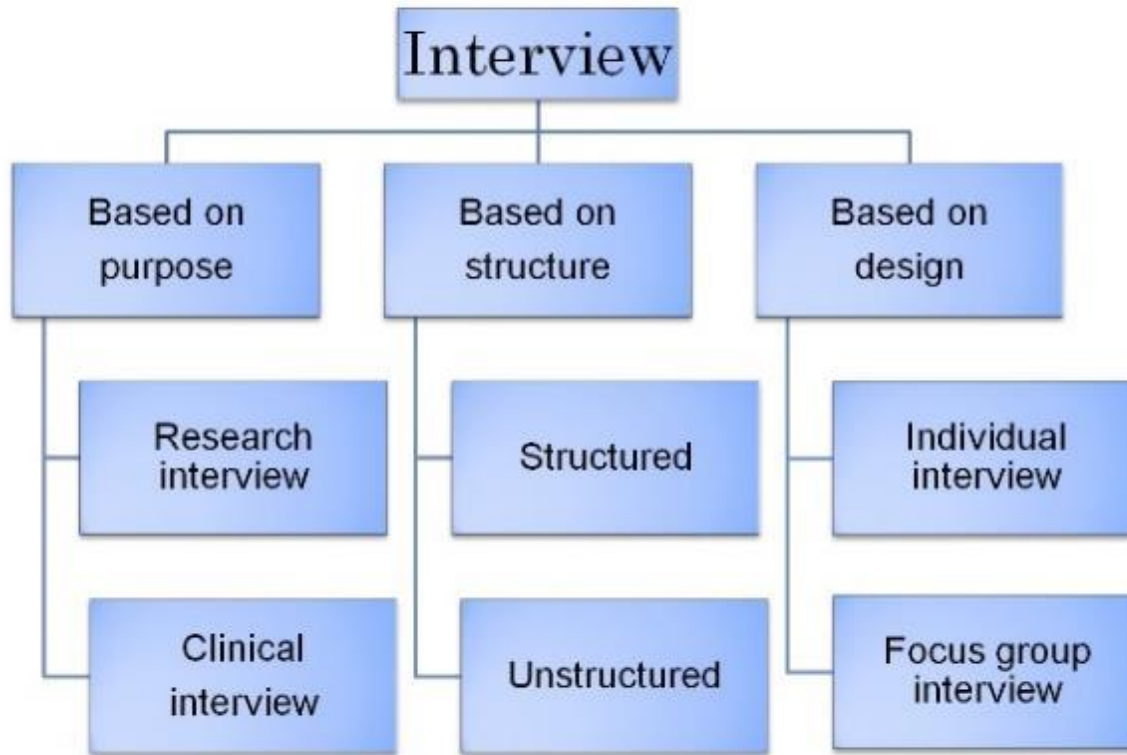 Interview
Based on
purpose
Based on
structure
Based on
design
Research
interview
Structured
Individual
interview
Clinical
interview
Unstructured
Focus group
interview